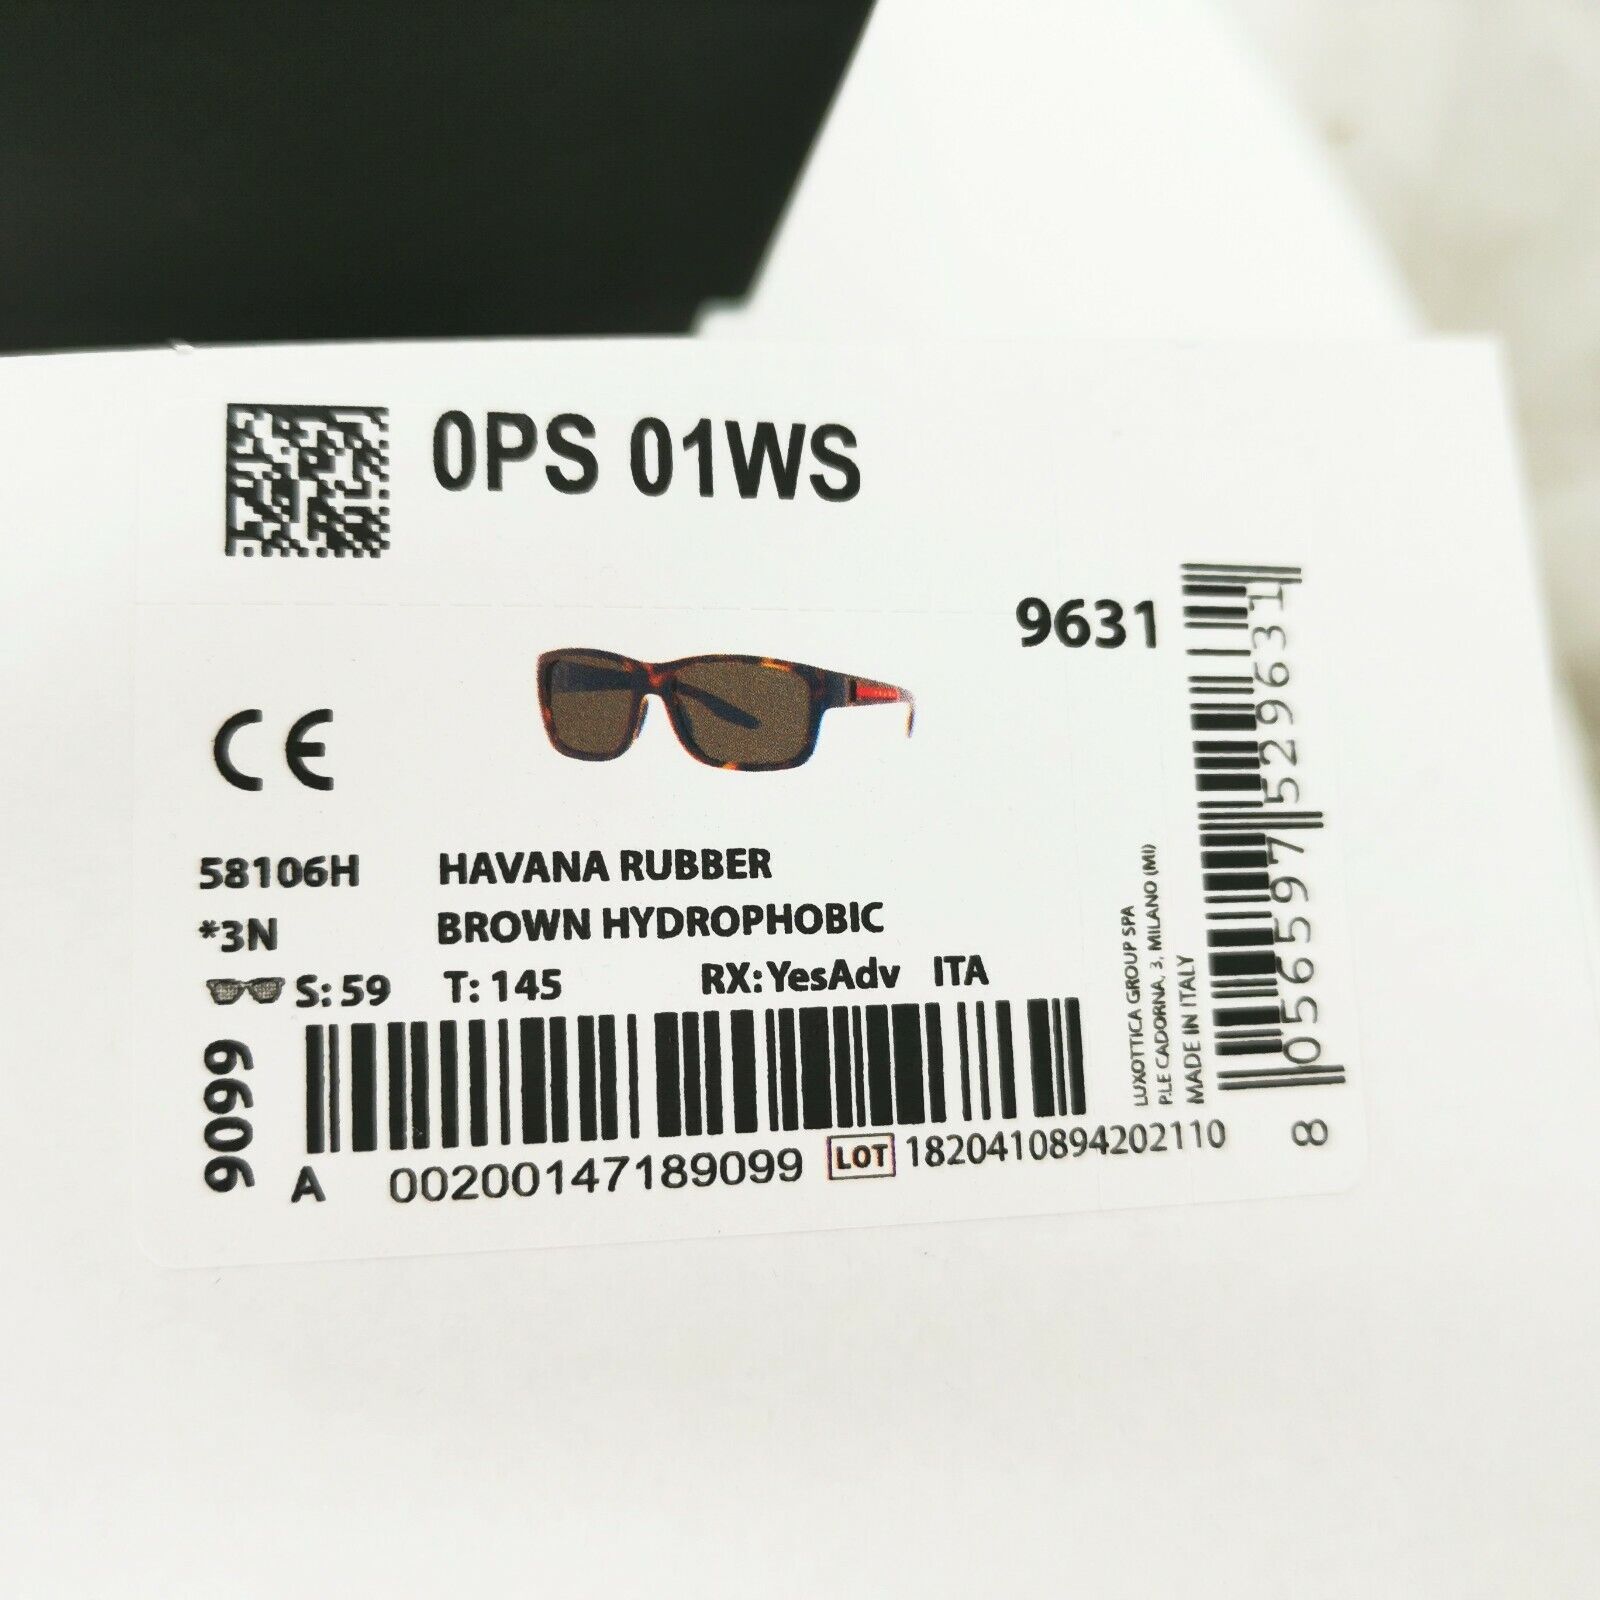 0PS 01WS
9631
CE
58106H HAVANA RUBBER
*3N BROWN HYDROPHOBIC
S: 59 T: 145 RX: YesAdv ITA
9099
A 00200147189099 LOT 1820410894202110
LUXOTTICA GROUP SPA
P.LE CADORNA, 3, MILANO (MI)
MADE IN ITALY
8 056597 529631